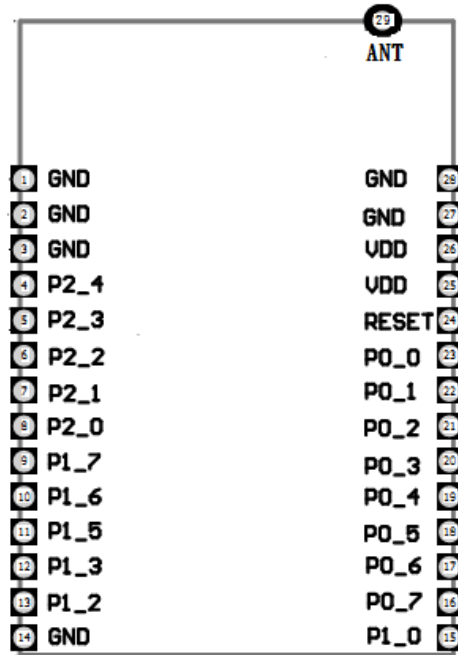 29
ANT
1 GND GND 28
2 GND GND 27
3 GND VDD 26
4 P2_4 VDD 25
5 P2_3 RESET 24
6 P2_2 P0_0 23
7 P2_1 P0_1 22
8 P2_0 P0_2 21
9 P1_7 P0_3 20
10 P1_6 P0_4 19
11 P1_5 P0_5 18
12 P1_3 P0_6 17
13 P1_2 P0_7 16
14 GND P1_0 15